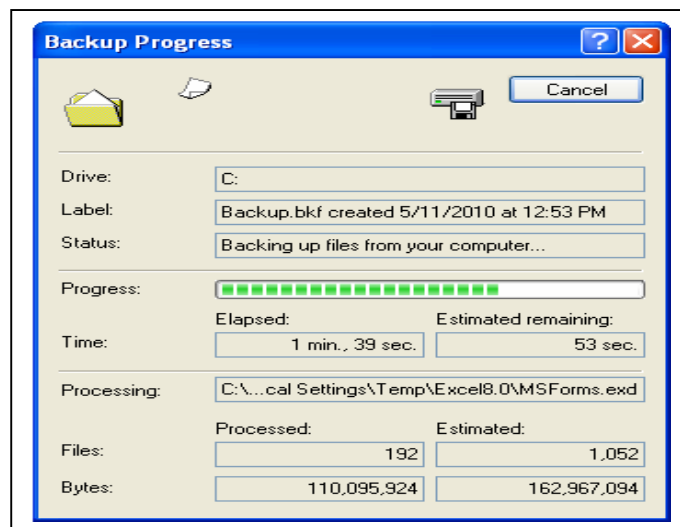 Backup Progress
Cancel
Drive: C:
Label: Backup.bkf created 5/11/2010 at 12:53 PM
Status: Backing up files from your computer...
Progress:
Elapsed: Estimated remaining:
Time: 1 min., 39 sec. 53 sec.
Processing: C:\...cal Settings\Temp\Excel8.0\MSForms.exd
Processed: Estimated:
Files: 192 1,052
Bytes: 110,095,924 162,967,094